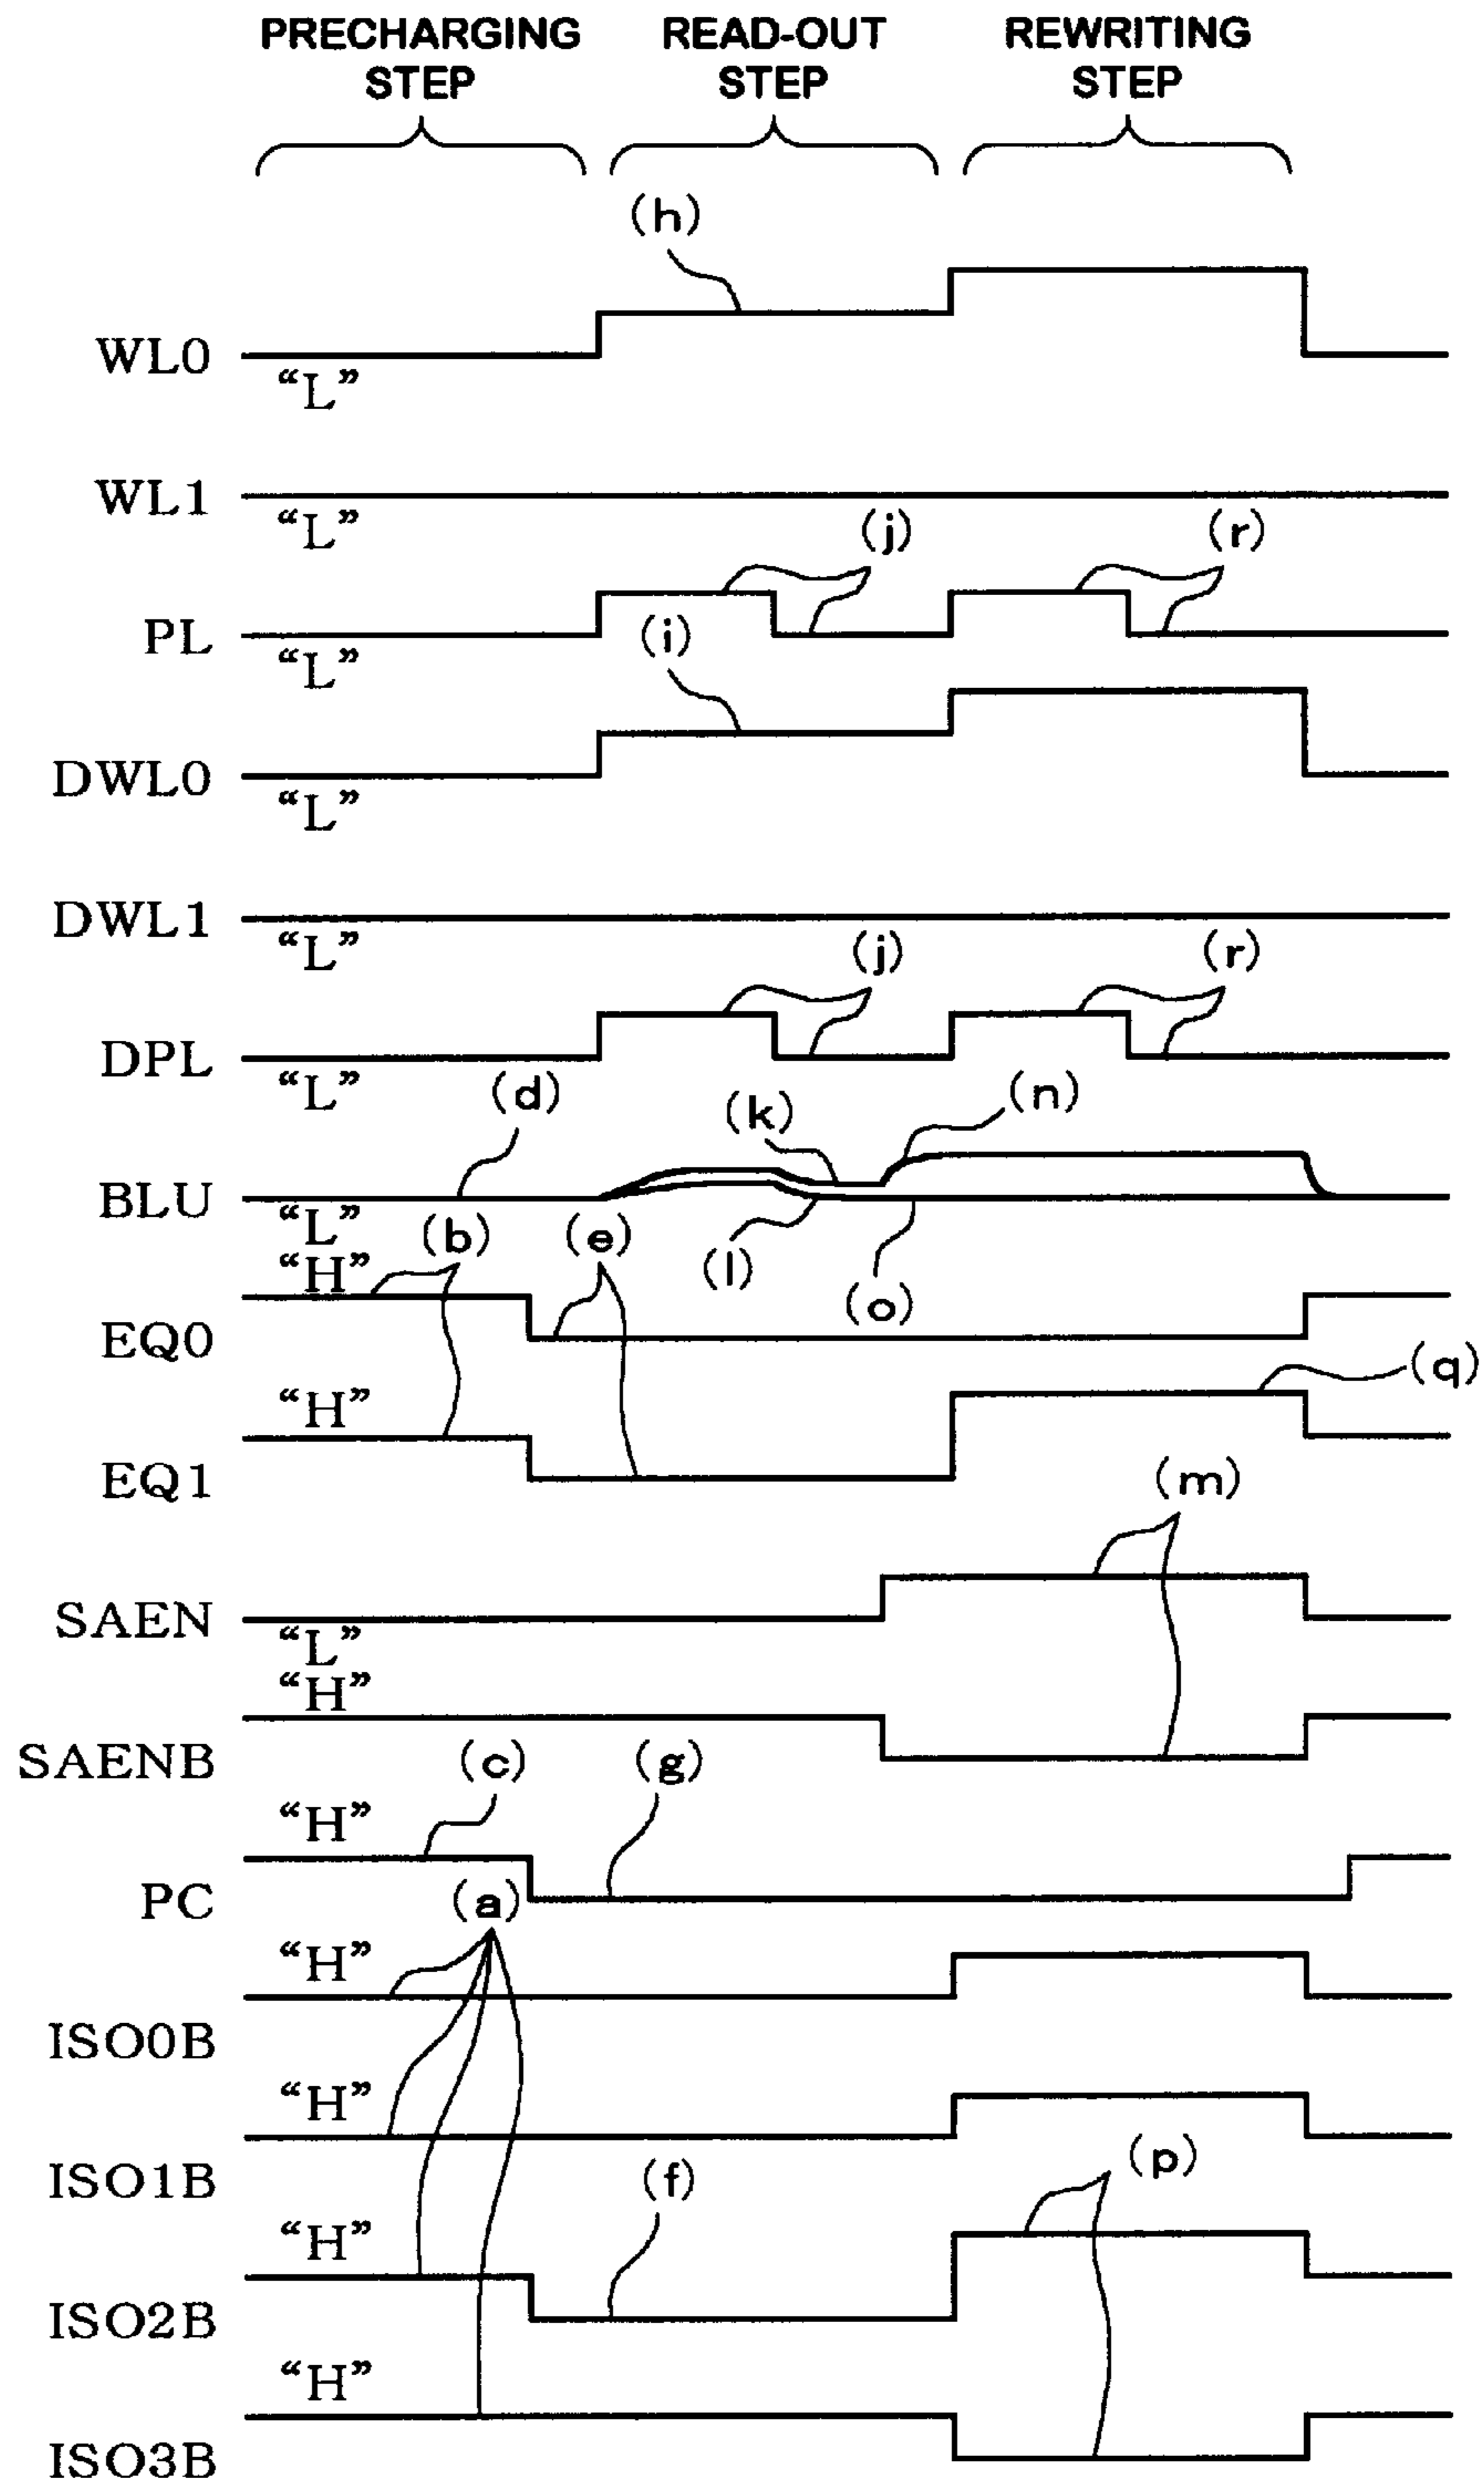 PRECHARGING STEP
READ-OUT STEP
REWRITING STEP
(h)
WL0
“L”
WL1
“L”
(j)
(r)
PL
“L”
(i)
DWL0
“L”
DWL1
“L”
(j)
(r)
DPL
“L”
(d)
(k)
(n)
BLU
“L”
(b)
(e)
(l)
(o)
“H”
EQ0
(q)
“H”
EQ1
(m)
SAEN
“L”
“H”
SAENB
(c)
(g)
“H”
PC
(a)
“H”
ISO0B
“H”
ISO1B
(f)
(p)
“H”
ISO2B
“H”
ISO3B